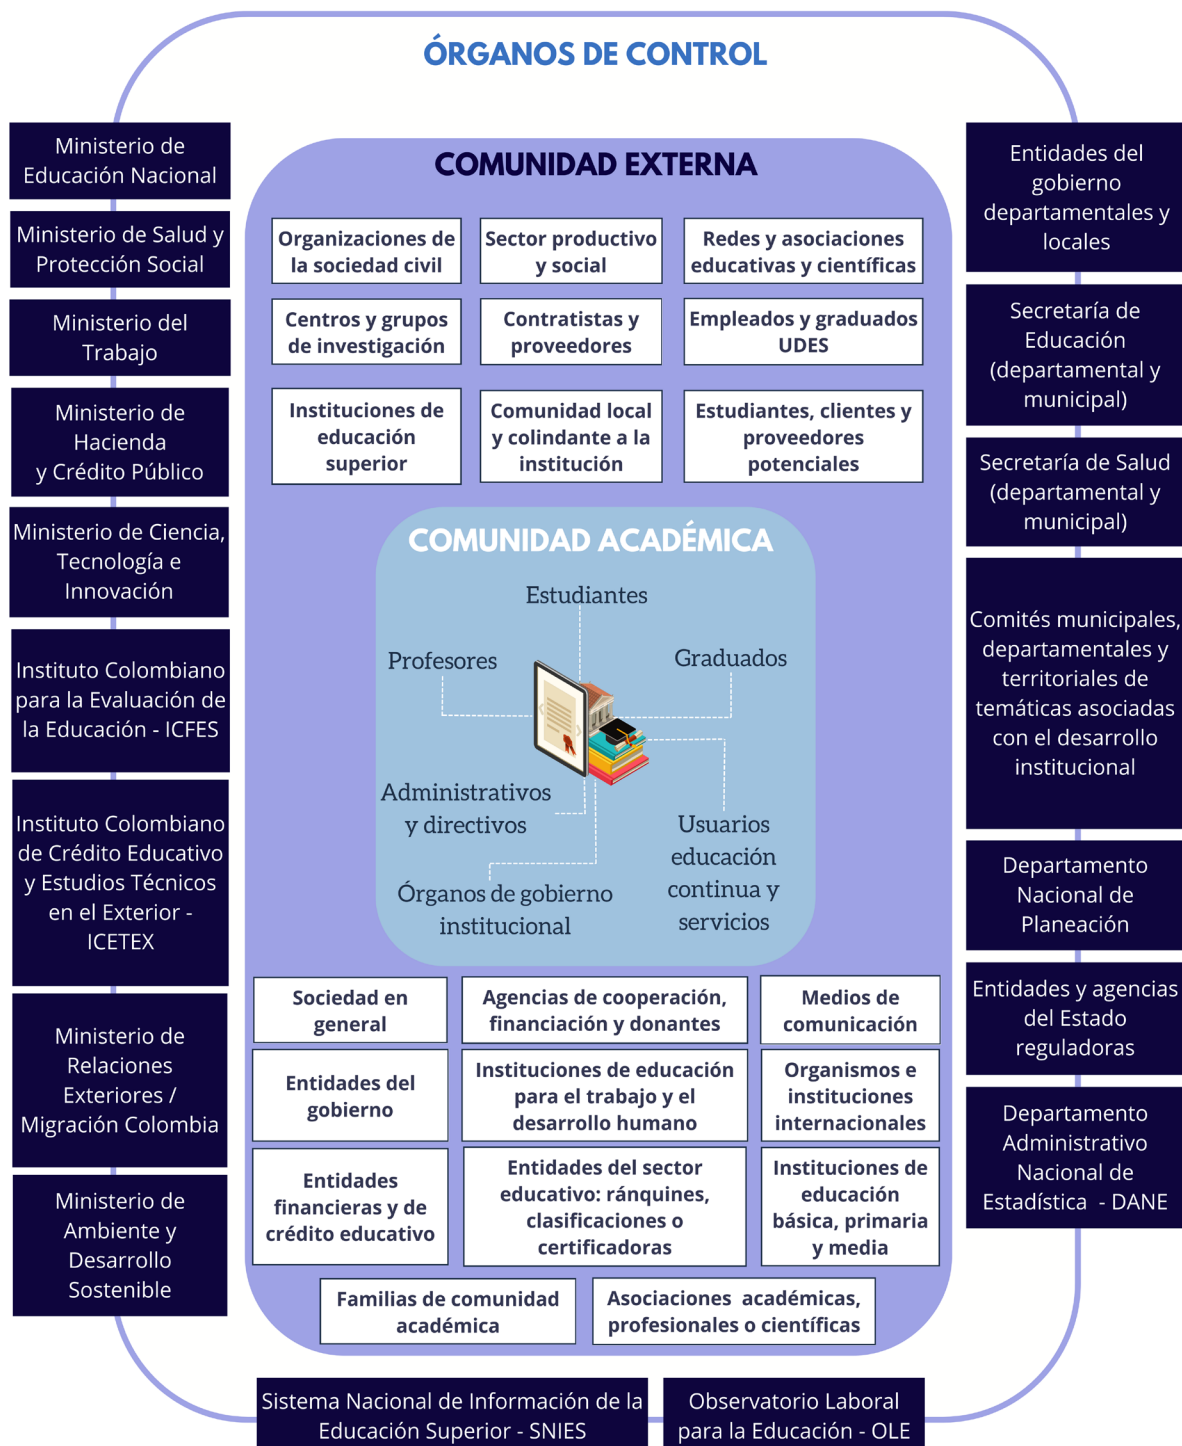 ÓRGANOS DE CONTROL
Ministerio de
Educación Nacional
Ministerio de Salud y
Protección Social
Ministerio del
Trabajo
Ministerio de
Hacienda
y Crédito Público
Ministerio de Ciencia,
Tecnología e
Innovación
Instituto Colombiano
para la Evaluación de
la Educación - ICFES
Instituto Colombiano
de Crédito Educativo
y Estudios Técnicos
en el Exterior -
ICETEX
Ministerio de
Relaciones
Exteriores /
Migración Colombia
Ministerio de
Ambiente y
Desarrollo
Sostenible
COMUNIDAD EXTERNA
Organizaciones de
la sociedad civil
Sector productivo
y social
Redes y asociaciones
educativas y científicas
Centros y grupos
de investigación
Contratistas y
proveedores
Empleados y graduados
UDES
Instituciones de
educación
superior
Comunidad local
y colindante a la
institución
Estudiantes, clientes y
proveedores
potenciales
COMUNIDAD ACADÉMICA
Estudiantes
Profesores
Graduados
Administrativos
y directivos
Usuarios
educación
continua y
servicios
Órganos de gobierno
institucional
Sociedad en
general
Agencias de cooperación,
financiación y donantes
Medios de
comunicación
Entidades del
gobierno
Instituciones de educación
para el trabajo y el
desarrollo humano
Organismos e
instituciones
internacionales
Entidades
financieras y de
crédito educativo
Entidades del sector
educativo: ránquines,
clasificaciones o
certificadoras
Instituciones de
educación
básica, primaria
y media
Familias de comunidad
académica
Asociaciones académicas,
profesionales o científicas
Entidades del
gobierno
departamentales y
locales
Secretaría de
Educación
(departamental y
municipal)
Secretaría de Salud
(departamental y
municipal)
Comités municipales,
departamentales y
territoriales de
temáticas asociadas
con el desarrollo
institucional
Departamento
Nacional de
Planeación
Entidades y agencias
del Estado
reguladoras
Departamento
Administrativo
Nacional de
Estadística - DANE
Sistema Nacional de Información de la
Educación Superior - SNIES
Observatorio Laboral
para la Educación - OLE